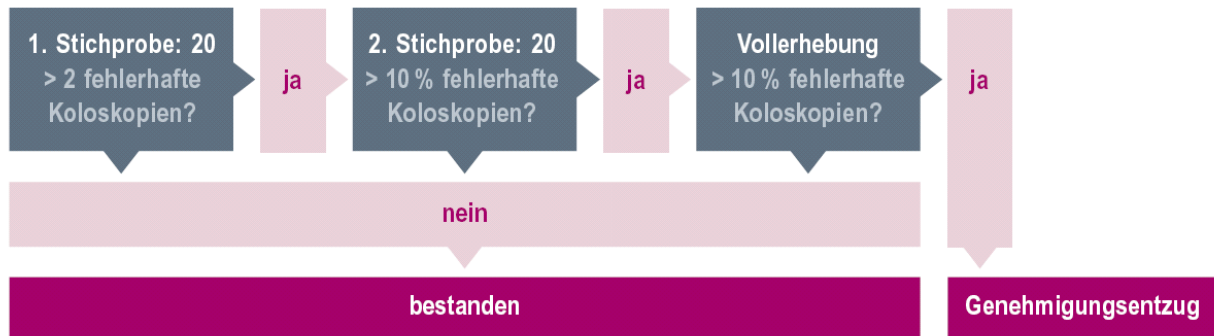 1. Stichprobe: 20
> 2 fehlerhafte
Koloskopien?
ja
2. Stichprobe: 20
> 10 % fehlerhafte
Koloskopien?
ja
Vollerhebung
> 10 % fehlerhafte
Koloskopien?
ja
nein
bestanden
Genehmigungsentzug